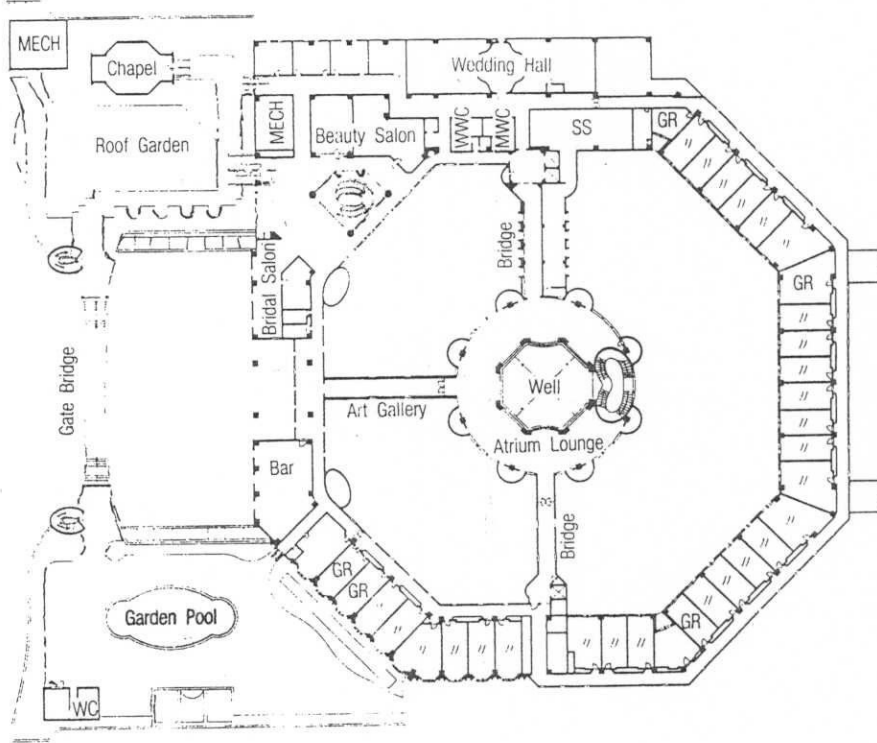 MECH
Chapel
Wedding Hall
MECH
Beauty Salon
WWC
MWC
SS
GR
Roof Garden
〃
〃
〃
〃
〃
Bridge
Bridal Salon
GR
〃
〃
〃
〃
〃
〃
〃
Gate Bridge
Well
Art Gallery
Atrium Lounge
Bar
Bridge
〃
〃
〃
〃
〃
GR
GR
GR
〃
〃
〃
〃
〃
〃
〃
〃
〃
Garden Pool
WC